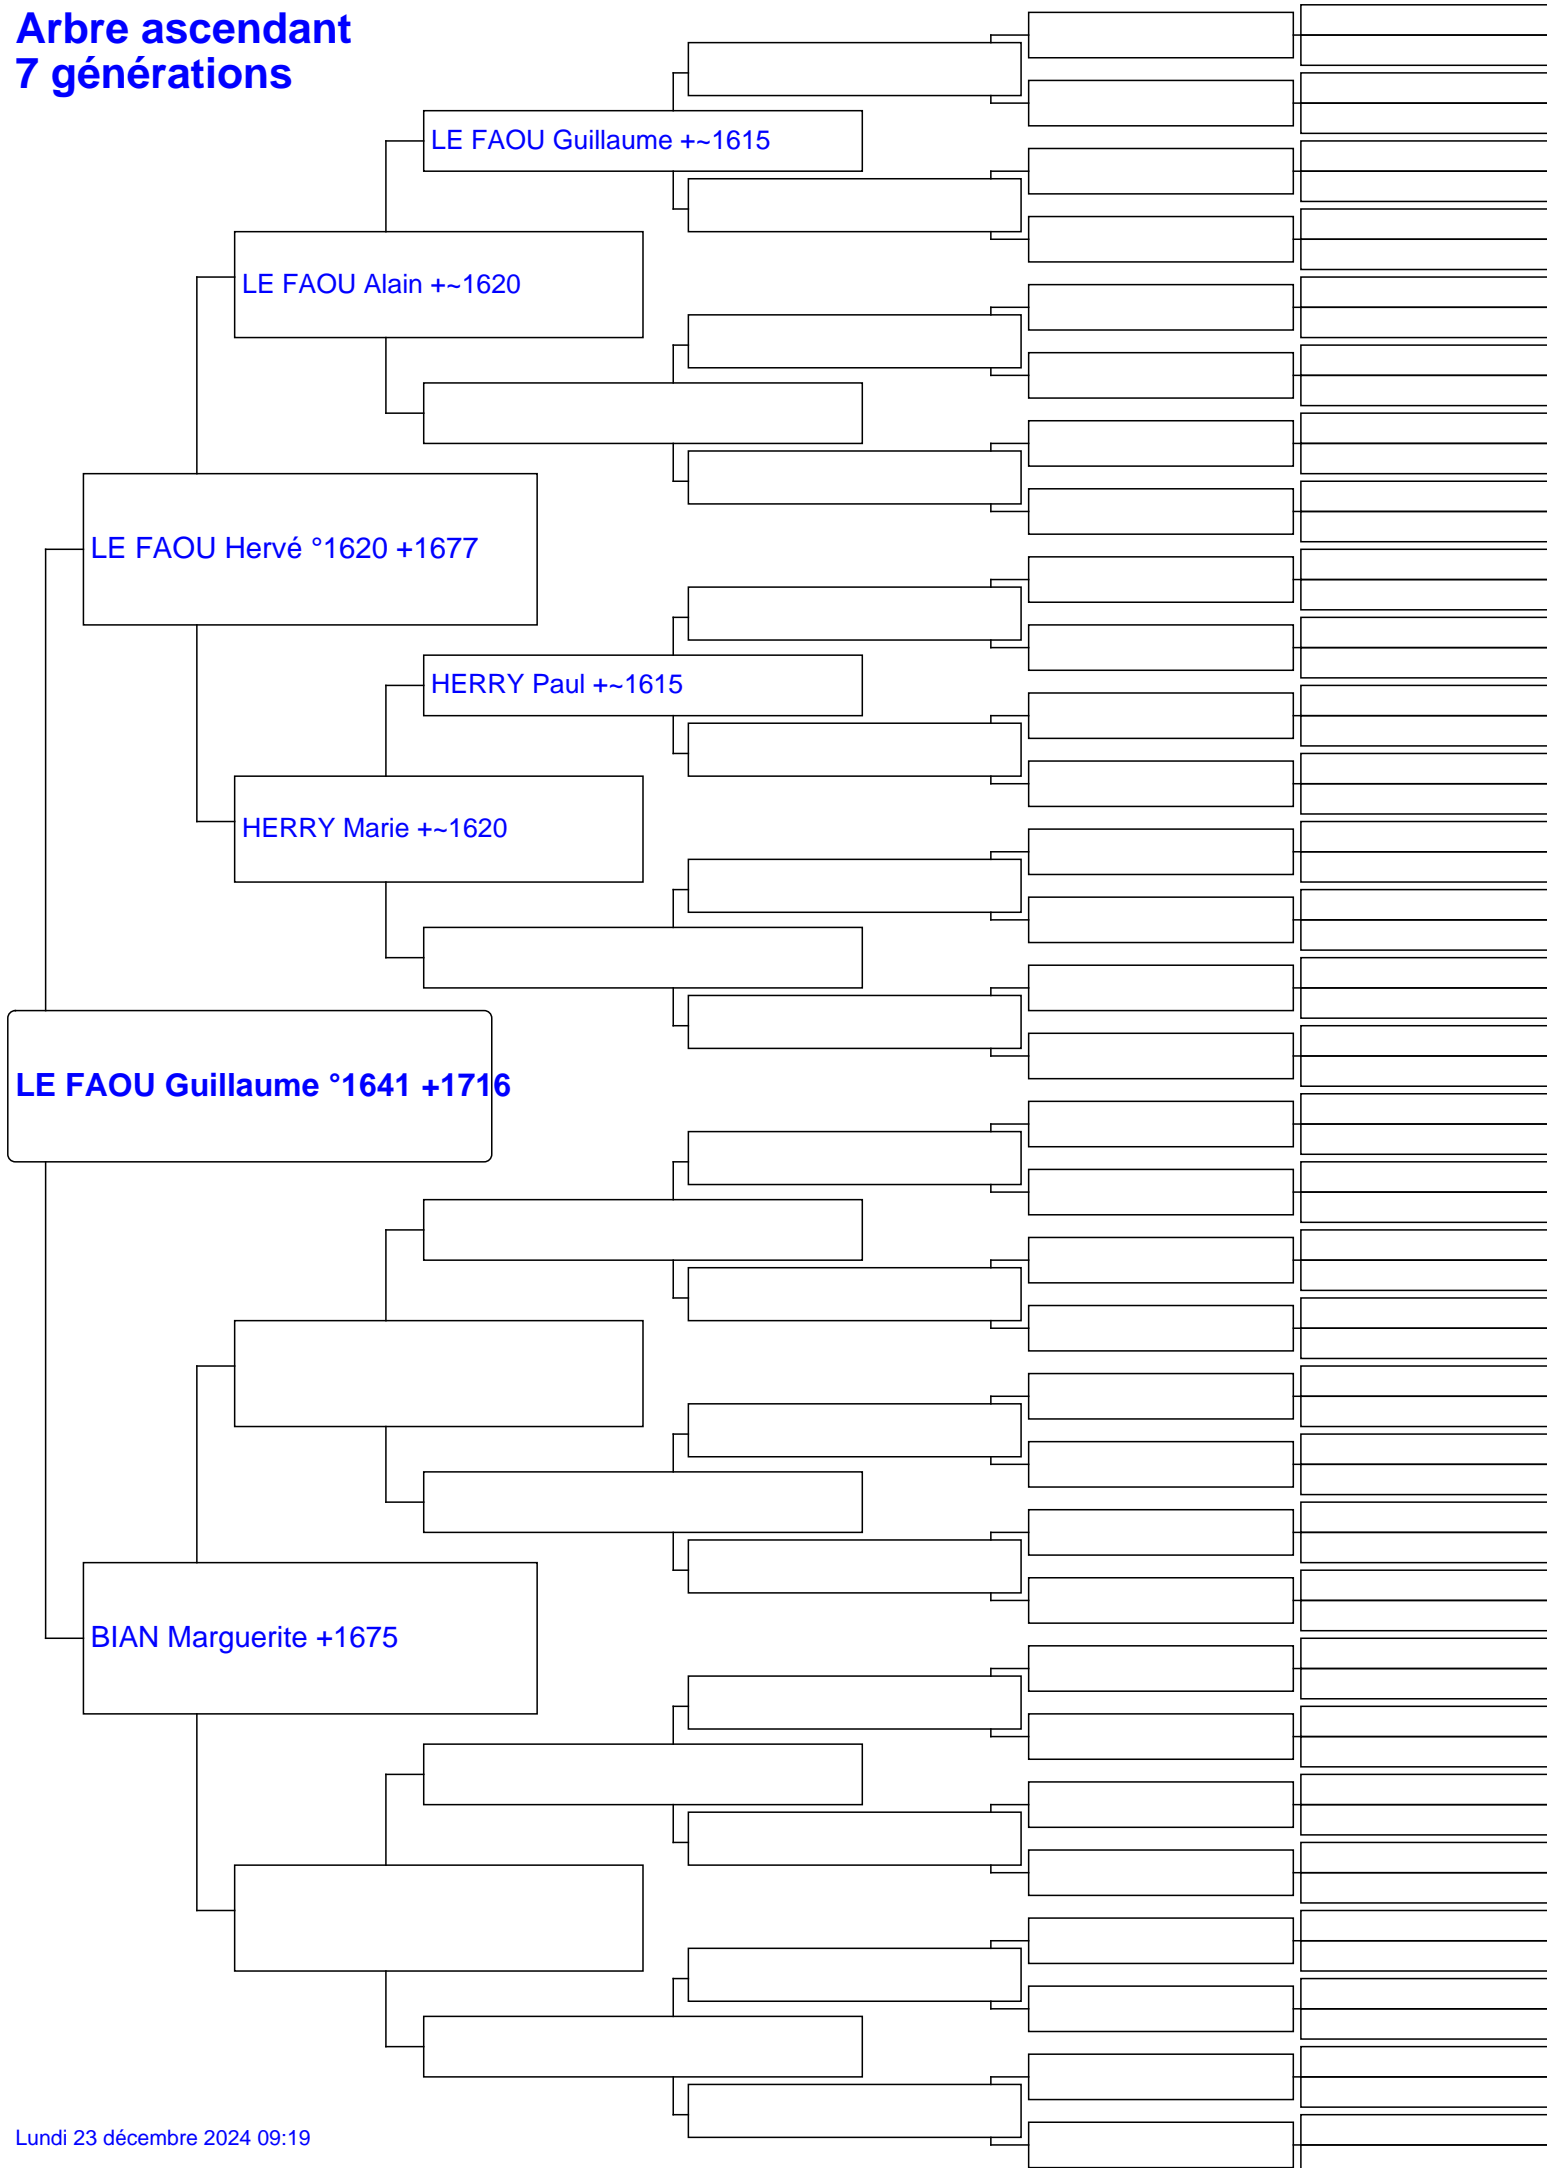 Arbre ascendant
7 générations
LE FAOU Guillaume +~1615
LE FAOU Alain +~1620
LE FAOU Hervé °1620 +1677
HERRY Paul +~1615
HERRY Marie +~1620
LE FAOU Guillaume °1641 +1716
BIAN Marguerite +1675
Lundi 23 décembre 2024 09:19